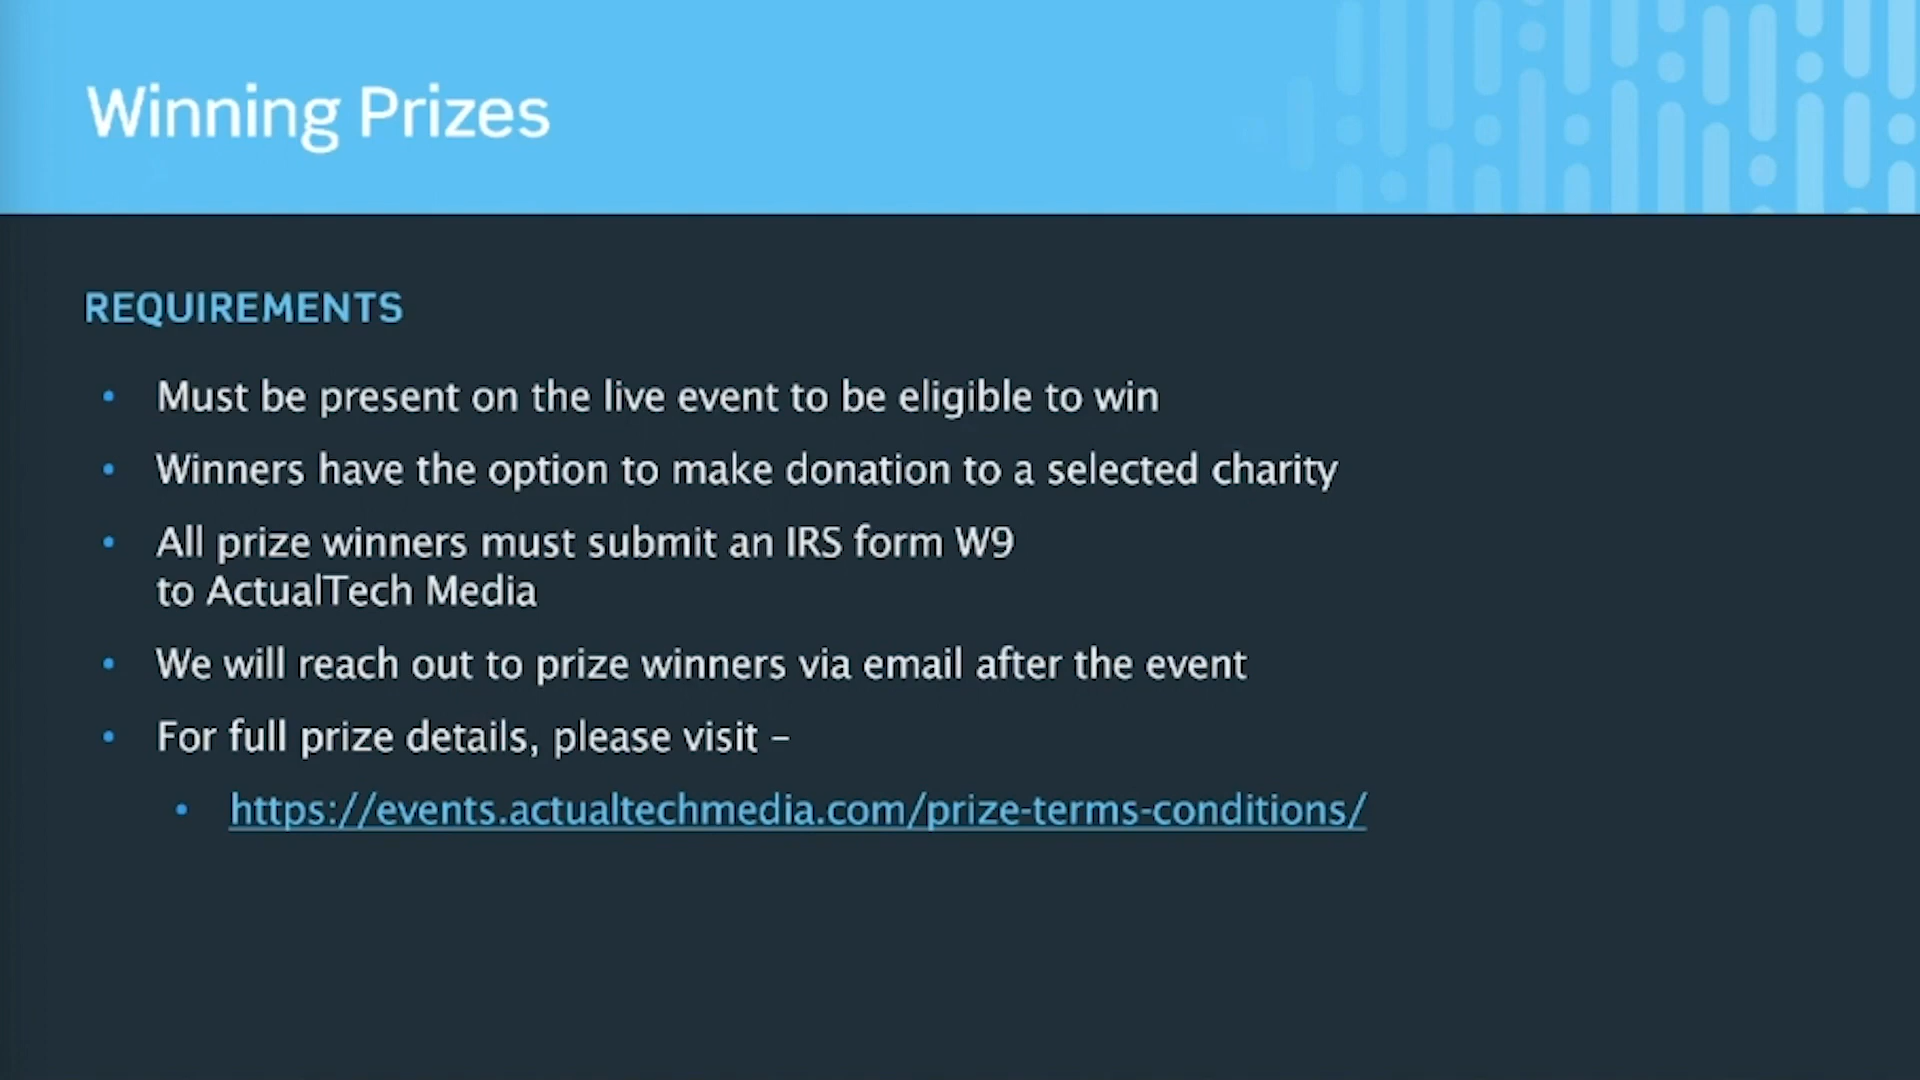 Winning Prizes
REQUIREMENTS
• Must be present on the live event to be eligible to win
• Winners have the option to make donation to a selected charity
• All prize winners must submit an IRS form W9
to ActualTech Media
• We will reach out to prize winners via email after the event
• For full prize details, please visit –
• https://events.actualtechmedia.com/prize-terms-conditions/